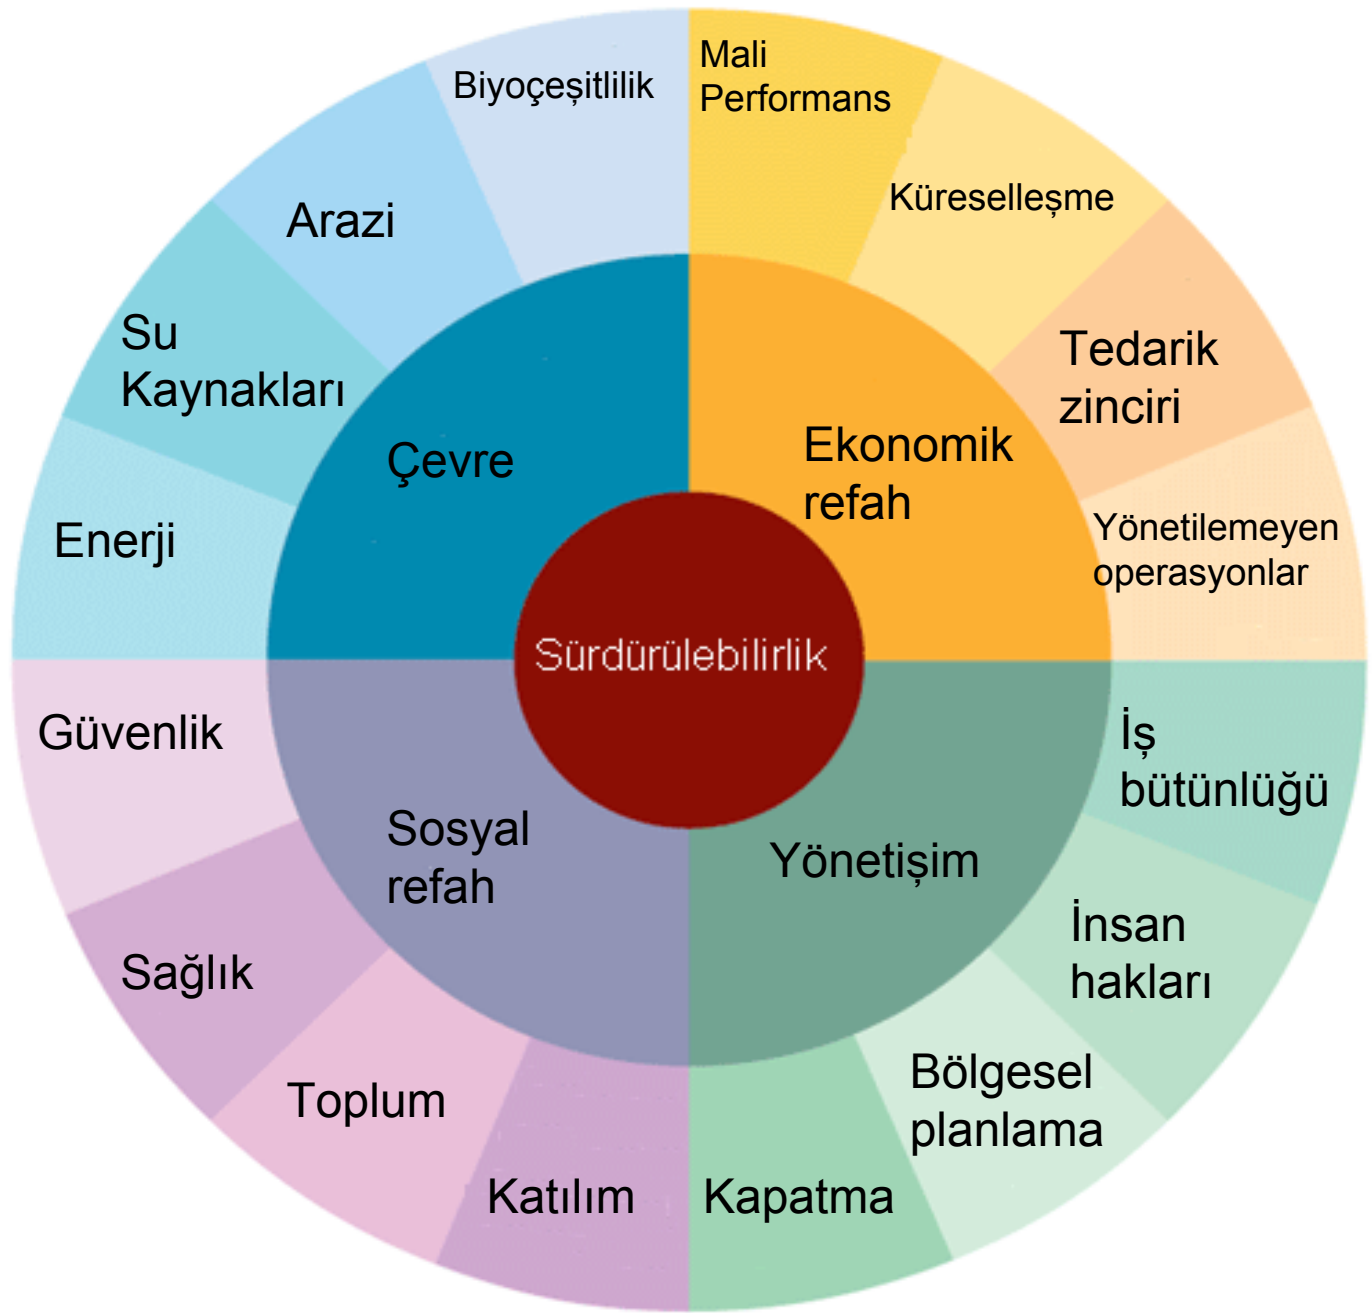 Biyoçeşitlilik
Mali
Performans
Küreselleşme
Arazi
Su
Kaynakları
Tedarik
zinciri
Çevre
Ekonomik
refah
Enerji
Yönetilemeyen
operasyonlar
Sürdürülebilirlik
Güvenlik
İş
bütünlüğü
Sosyal
refah
Yönetişim
Sağlık
İnsan
hakları
Toplum
Bölgesel
planlama
Katılım
Kapatma